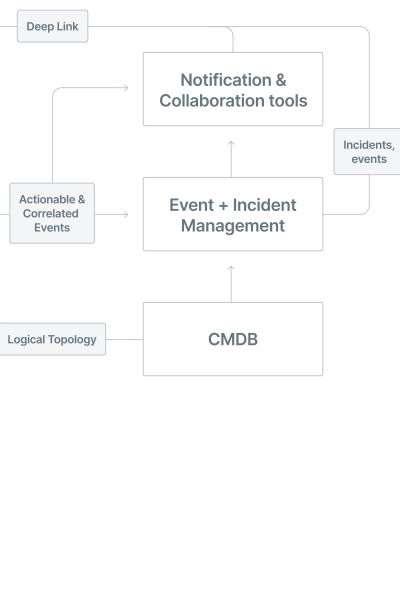 Deep Link
Notification &
Collaboration tools
Incidents,
events
Actionable &
Correlated
Events
Event + Incident
Management
Logical Topology
CMDB